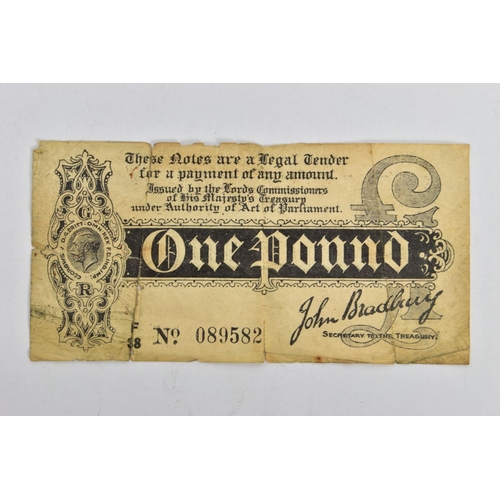 These Notes are a Legal Tender
for a payment of any amount.
Issued by the Lords Commissioners
of His Majesty's Treasury
under Authority of Act of Parliament.
£
G
R
One Pound
F
38
No. 089582
John Bradbury
Secretary to the Treasury.
£1